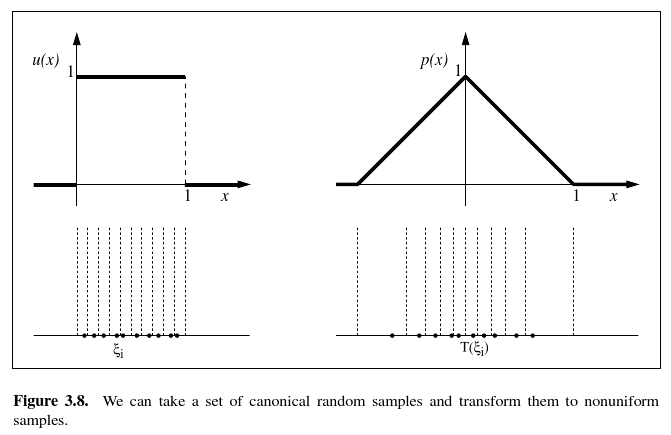 u(x)
1
1
x
p(x)
1
1
x
ξi
T(ξi)
Figure 3.8. We can take a set of canonical random samples and transform them to nonuniform
samples.